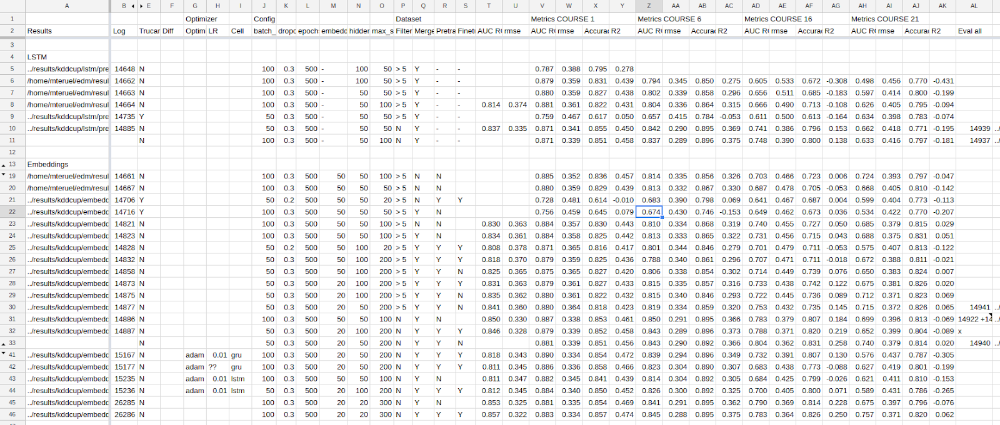 A B E F G H I J K L M N O P Q R S T U V W X Y Z AA AB AC AD AE AF AG AH AI AJ AK AL
1 Optimizer Config Dataset Metrics COURSE 1 Metrics COURSE 6 Metrics COURSE 16 Metrics COURSE 21
2 Results Log Trucar Diff Optimi LR Cell batch_ dropc epoch: embedc hidder max_s Filter Merge Pretra Finetu AUC R( rmse AUC R( rmse Accurac R2 AUC R( rmse Accurac R2 AUC R( rmse Accurac R2 AUC R( rmse Accurac R2 Eval all
3
4 LSTM
5 ../results/kddcup/lstm/pre 14648 N 100 0.3 500 - 100 50 > 5 Y - - 0.787 0.388 0.795 0.278
6 /home/mteruel/edm/resul 14662 N 100 0.3 500 - 100 50 > 5 Y - - 0.879 0.359 0.831 0.439 0.794 0.345 0.850 0.275 0.605 0.533 0.672 -0.308 0.498 0.456 0.770 -0.431
7 /home/mteruel/edm/resul 14663 N 100 0.3 500 - 50 50 > 5 Y - - 0.880 0.359 0.827 0.438 0.802 0.339 0.858 0.296 0.656 0.511 0.685 -0.183 0.597 0.414 0.800 -0.199
8 /home/mteruel/edm/resul 14664 N 100 0.3 500 - 50 100 > 5 Y - - 0.814 0.374 0.881 0.361 0.822 0.431 0.804 0.336 0.864 0.315 0.666 0.490 0.713 -0.108 0.626 0.405 0.795 -0.094
9 ../results/kddcup/lstm/pre 14735 Y 50 0.3 500 - 50 50 > 5 Y - - 0.759 0.467 0.617 0.050 0.657 0.415 0.784 -0.053 0.611 0.500 0.613 -0.164 0.634 0.398 0.783 -0.074
10 ../results/kddcup/lstm/pre 14885 N 50 0.3 500 - 50 50 N Y - - 0.837 0.335 0.871 0.341 0.855 0.450 0.842 0.290 0.895 0.369 0.741 0.386 0.796 0.153 0.662 0.418 0.771 -0.195 14939 ../
11 N 100 0.3 500 - 50 100 N Y - - 0.871 0.339 0.851 0.458 0.837 0.289 0.896 0.375 0.748 0.390 0.800 0.138 0.633 0.416 0.797 -0.181 14937 ../
12
13 Embeddings
19 /home/mteruel/edm/resul 14661 N 100 0.3 500 50 50 100 > 5 N N 0.885 0.352 0.836 0.457 0.814 0.335 0.856 0.326 0.703 0.466 0.723 0.006 0.724 0.393 0.797 -0.047
20 /home/mteruel/edm/resul 14667 N 100 0.3 500 50 50 50 > 5 N N 0.880 0.359 0.829 0.439 0.813 0.332 0.867 0.330 0.687 0.478 0.705 -0.053 0.668 0.405 0.810 -0.142
21 ../results/kddcup/embedd 14706 Y 50 0.2 500 50 50 20 > 5 N Y Y 0.728 0.481 0.614 -0.010 0.683 0.390 0.798 0.069 0.641 0.467 0.687 0.004 0.599 0.404 0.773 -0.113
22 ../results/kddcup/embedd 14716 Y 100 0.3 500 50 50 50 > 5 Y N 0.756 0.459 0.645 0.079 0.674 0.430 0.746 -0.153 0.649 0.462 0.673 0.036 0.534 0.422 0.770 -0.207
23 ../results/kddcup/embedd 14821 N 100 0.3 500 50 50 100 > 5 N N 0.830 0.363 0.884 0.357 0.830 0.443 0.810 0.334 0.868 0.319 0.740 0.455 0.727 0.050 0.685 0.379 0.815 0.029
24 ../results/kddcup/embedd 14823 N 100 0.3 500 50 50 100 > 5 Y N 0.834 0.361 0.884 0.358 0.825 0.442 0.813 0.333 0.865 0.322 0.731 0.456 0.715 0.043 0.688 0.375 0.831 0.051
25 ../results/kddcup/embedd 14828 N 50 0.2 500 50 100 20 > 5 Y Y Y 0.808 0.378 0.871 0.365 0.816 0.417 0.801 0.344 0.846 0.279 0.701 0.479 0.711 -0.053 0.575 0.407 0.813 -0.122
26 ../results/kddcup/embedd 14832 N 50 0.3 500 50 100 200 > 5 Y Y Y 0.818 0.370 0.879 0.359 0.825 0.436 0.788 0.340 0.861 0.296 0.707 0.471 0.711 -0.018 0.672 0.388 0.811 -0.021
27 ../results/kddcup/embedd 14858 N 50 0.3 500 50 100 200 > 5 Y Y N 0.825 0.365 0.875 0.365 0.827 0.420 0.806 0.338 0.854 0.302 0.714 0.449 0.739 0.076 0.650 0.383 0.824 0.007
28 ../results/kddcup/embedd 14873 N 50 0.3 500 20 100 200 > 5 Y Y Y 0.831 0.363 0.879 0.361 0.827 0.433 0.815 0.335 0.857 0.316 0.733 0.438 0.742 0.122 0.675 0.381 0.826 0.020
29 ../results/kddcup/embedd 14875 N 50 0.3 500 20 100 200 > 5 Y Y N 0.835 0.362 0.880 0.361 0.822 0.432 0.815 0.340 0.846 0.293 0.722 0.445 0.736 0.089 0.712 0.371 0.823 0.069
30 ../results/kddcup/embedd 14877 N 50 0.3 500 20 50 200 > 5 Y Y N 0.841 0.360 0.880 0.364 0.818 0.423 0.819 0.334 0.859 0.320 0.753 0.432 0.735 0.145 0.715 0.372 0.826 0.065 14941 ../
31 ../results/kddcup/embedd 14886 N 100 0.3 500 50 50 100 N Y N 0.850 0.330 0.887 0.338 0.853 0.461 0.850 0.291 0.895 0.366 0.783 0.379 0.807 0.184 0.699 0.396 0.813 -0.069 14922 +14 ../
32 ../results/kddcup/embedd 14887 N 50 0.3 500 20 100 200 N Y Y Y 0.846 0.328 0.879 0.339 0.852 0.458 0.843 0.289 0.896 0.373 0.788 0.371 0.820 0.219 0.652 0.399 0.804 -0.089 x
33 N 50 0.3 500 20 50 200 N Y Y N 0.881 0.339 0.851 0.456 0.843 0.290 0.892 0.366 0.804 0.362 0.831 0.258 0.740 0.379 0.814 0.020 14940 ../
41 ../results/kddcup/embedd 15167 N adam 0.01 gru 100 0.3 500 20 50 200 N Y Y Y 0.818 0.343 0.890 0.334 0.854 0.472 0.839 0.294 0.896 0.349 0.732 0.391 0.807 0.130 0.576 0.437 0.787 -0.305
42 ../results/kddcup/embedd 15177 N adam ?? gru 100 0.3 500 20 50 200 N Y Y Y 0.811 0.345 0.886 0.336 0.858 0.466 0.823 0.304 0.890 0.307 0.683 0.438 0.773 -0.088 0.627 0.419 0.801 -0.199
43 ../results/kddcup/embedd 15235 N adam 0.01 lstm 100 0.3 500 50 50 100 N Y N 0.811 0.347 0.882 0.345 0.841 0.439 0.814 0.304 0.892 0.305 0.684 0.425 0.799 -0.026 0.621 0.411 0.810 -0.153
44 ../results/kddcup/embedd 15236 N adam 0.01 lstm 50 0.3 500 20 100 200 N Y Y Y 0.812 0.345 0.884 0.340 0.850 0.452 0.826 0.300 0.892 0.325 0.700 0.405 0.800 0.071 0.589 0.431 0.786 -0.265
45 ../results/kddcup/embedd 26285 N 100 0.3 500 20 20 300 N Y N 0.853 0.325 0.881 0.335 0.854 0.469 0.841 0.291 0.895 0.362 0.790 0.369 0.814 0.228 0.675 0.397 0.796 -0.076
46 ../results/kddcup/embedd 26286 N 100 0.3 500 20 20 300 N Y Y Y 0.857 0.322 0.883 0.334 0.857 0.474 0.845 0.288 0.895 0.375 0.783 0.364 0.826 0.250 0.757 0.371 0.820 0.062